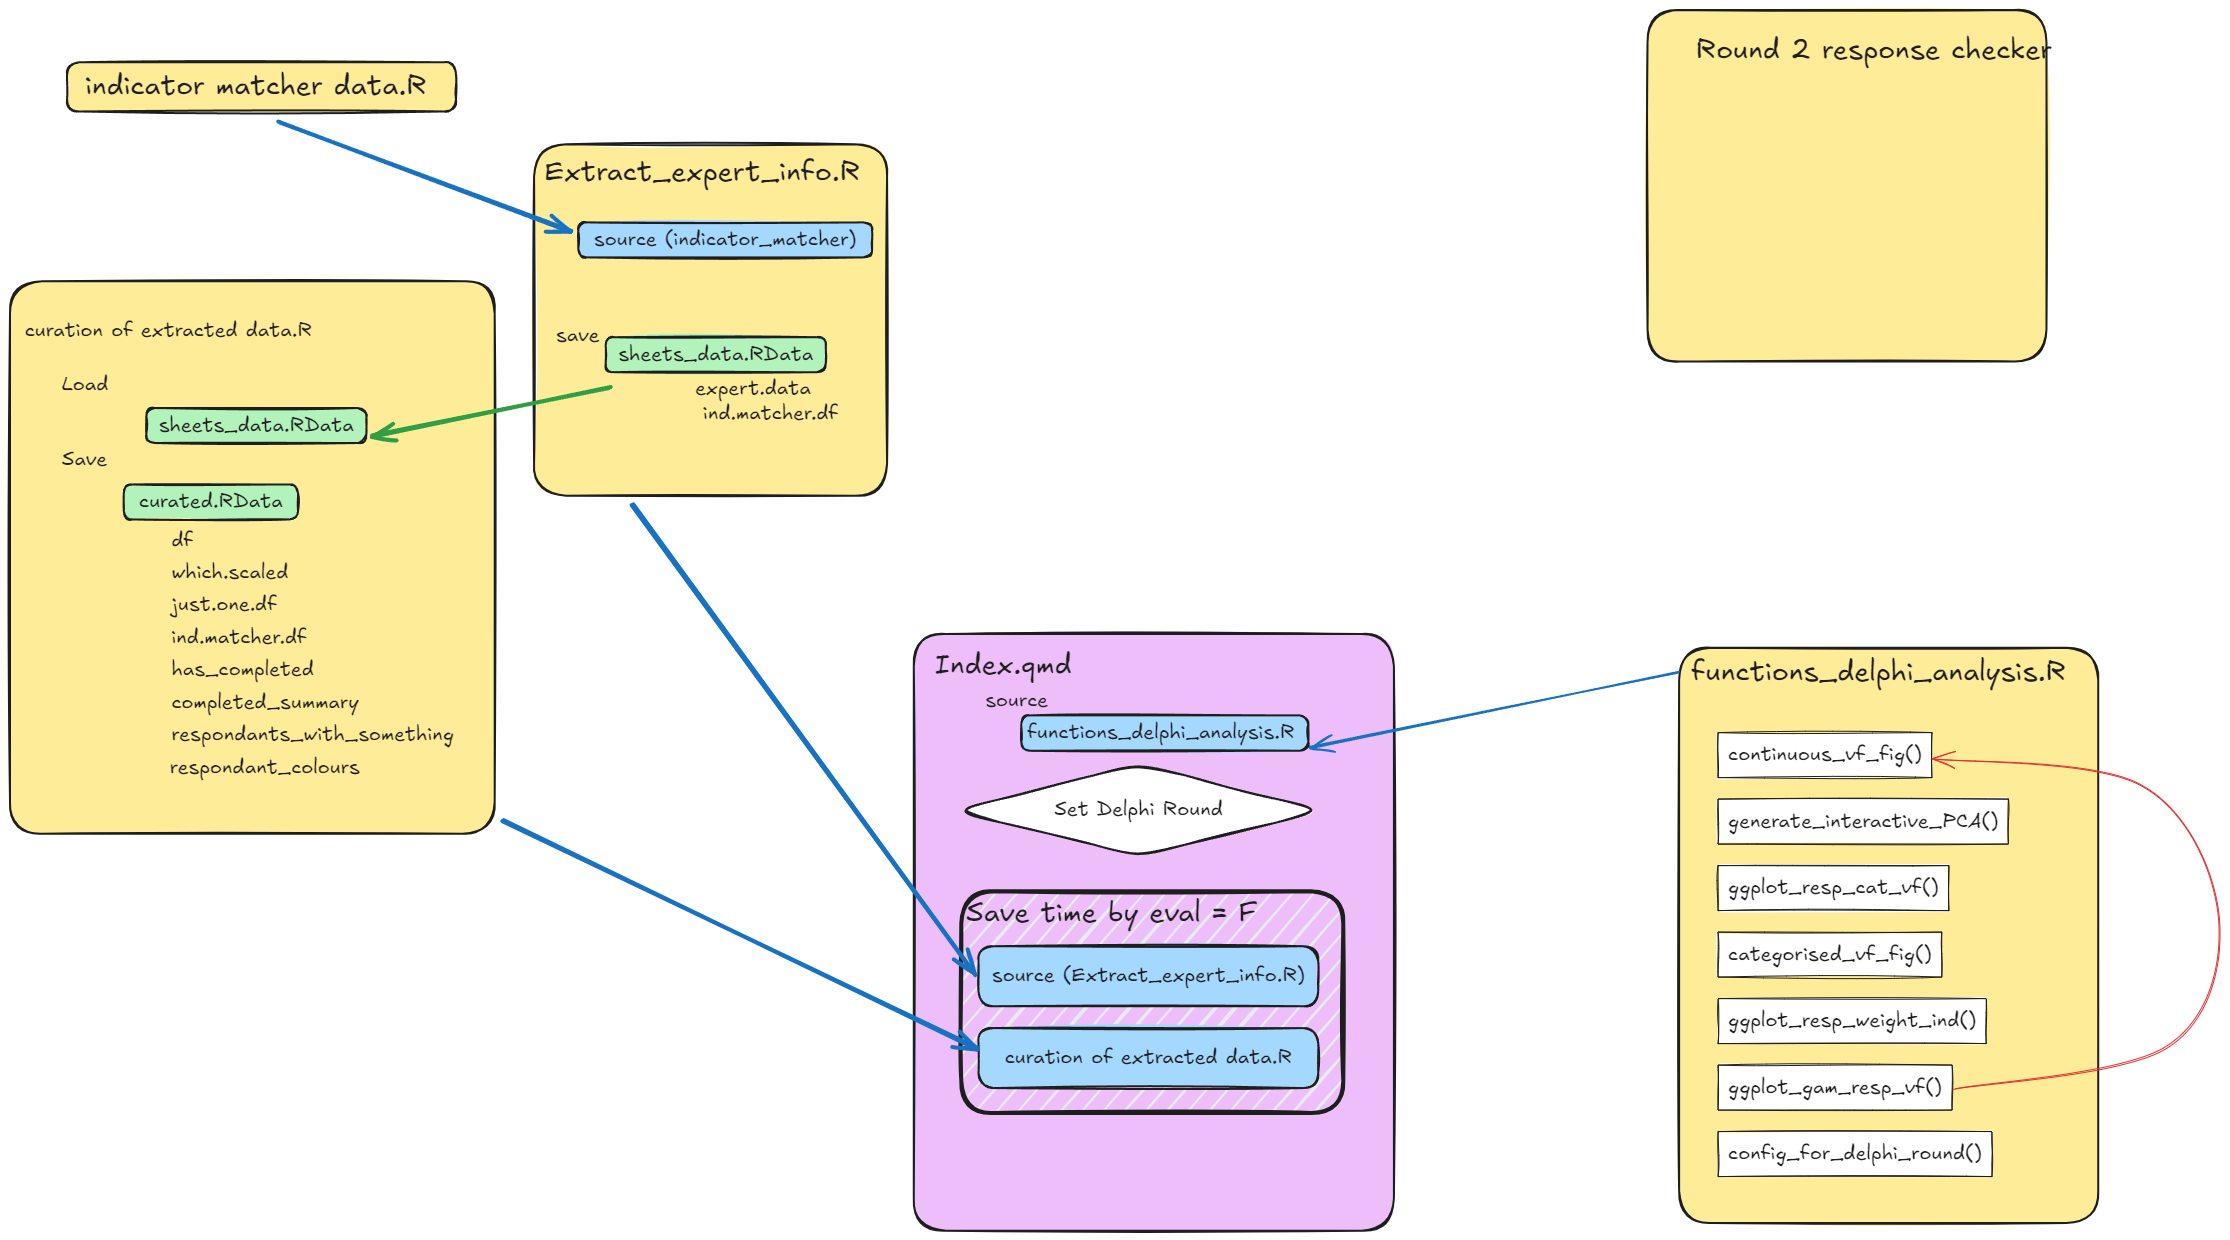 indicator matcher data.R
Round 2 response checker
Extract_expert_info.R
source (indicator_matcher)
save
sheets_data.RData
expert.data
ind.matcher.df
curation of extracted data.R
Load
sheets_data.RData
Save
curated.RData
df
which.scaled
just.one.df
ind.matcher.df
has_completed
completed_summary
respondants_with_something
respondant_colours
Index.qmd
source
functions_delphi_analysis.R
Set Delphi Round
Save time by eval = F
source (Extract_expert_info.R)
curation of extracted data.R
functions_delphi_analysis.R
continuous_vf_fig()
generate_interactive_PCA()
ggplot_resp_cat_vf()
categorised_vf_fig()
ggplot_resp_weight_ind()
ggplot_gam_resp_vf()
config_for_delphi_round()